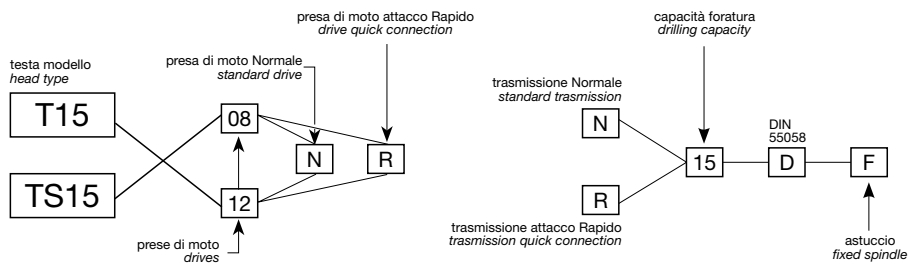 presa di moto attacco Rapido
drive quick connection
presa di moto Normale
standard drive
testa modello
head type
T15
TS15
08
12
N
R
prese di moto
drives
capacità foratura
drilling capacity
trasmissione Normale
standard trasmission
N
R
15
DIN
55058
D
F
trasmissione attacco Rapido
trasmission quick connection
astuccio
fixed spindle